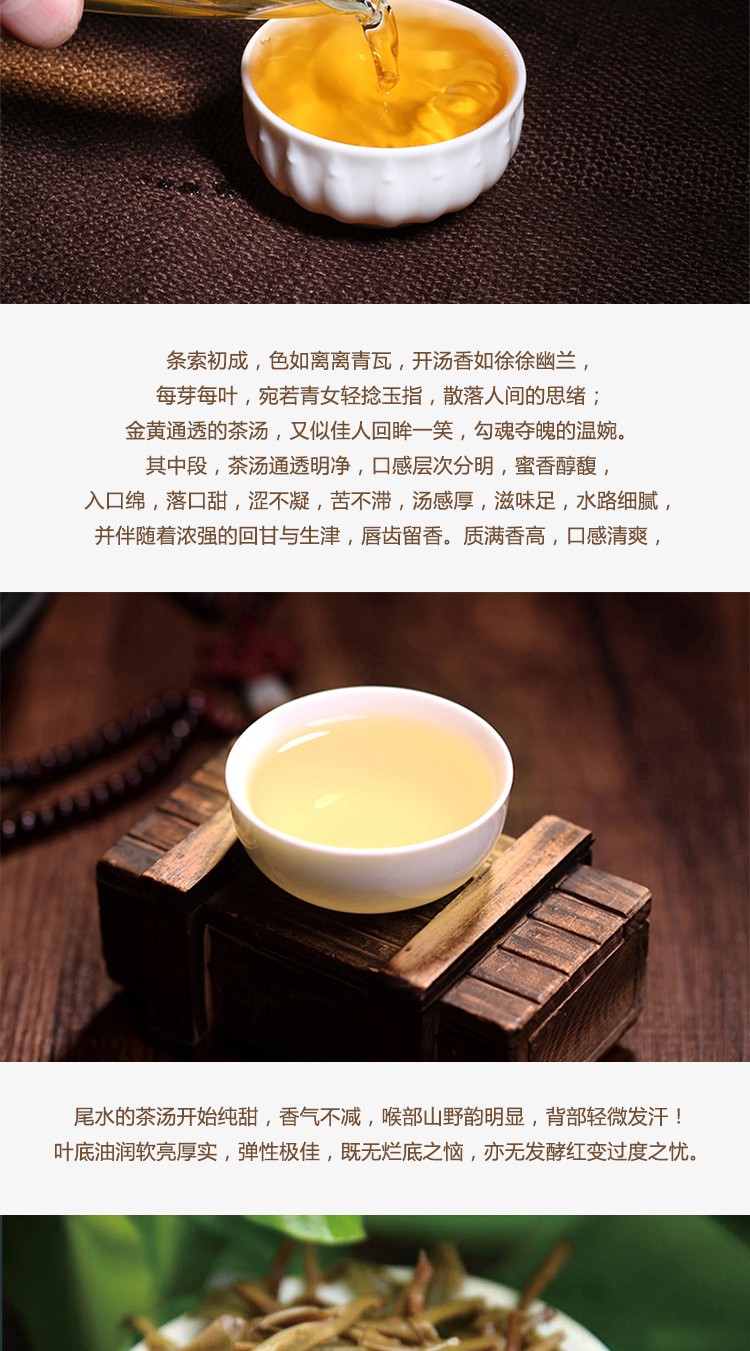 条索初成，色如离离青瓦，开汤香如徐徐幽兰，
每芽每叶，宛若青女轻捻玉指，散落人间的思绪；
金黄通透的茶汤，又似佳人回眸一笑，勾魂夺魄的温婉。
其中段，茶汤通透明净，口感层次分明，蜜香醇馥，
入口绵，落口甜，涩不凝，苦不滞，汤感厚，滋味足，水路细腻，
并伴随着浓强的回甘与生津，唇齿留香。质满香高，口感清爽，
尾水的茶汤开始纯甜，香气不减，喉部山野韵明显，背部轻微发汗！
叶底油润软亮厚实，弹性极佳，既无烂底之恼，亦无发酵红变过度之忧。